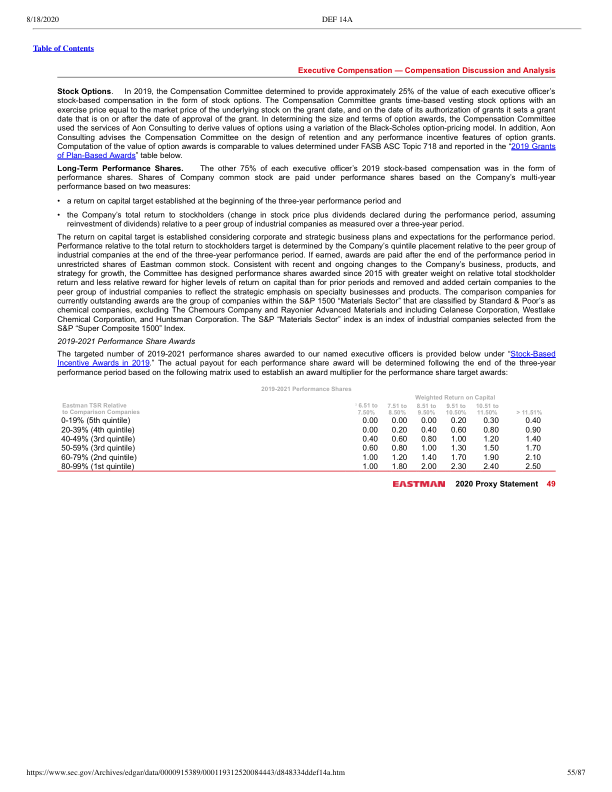 8/18/2020 DEF 14A
Table of Contents
Executive Compensation — Compensation Discussion and Analysis
Stock Options. In 2019, the Compensation Committee determined to provide approximately 25% of the value of each executive officer's
stock-based compensation in the form of stock options. The Compensation Committee grants time-based vesting stock options with an
exercise price equal to the market price of the underlying stock on the grant date, and on the date of its authorization of grants it sets a grant
date that is on or after the date of approval of the grant. In determining the size and terms of option awards, the Compensation Committee
used the services of Aon Consulting to derive values of options using a variation of the Black-Scholes option-pricing model. In addition, Aon
Consulting advises the Compensation Committee on the design of retention and any performance incentive features of option grants.
Computation of the value of option awards is comparable to values determined under FASB ASC Topic 718 and reported in the "2019 Grants
of Plan-Based Awards" table below.
Long-Term Performance Shares. The other 75% of each executive officer's 2019 stock-based compensation was in the form of
performance shares. Shares of Company common stock are paid under performance shares based on the Company's multi-year
performance based on two measures:
• a return on capital target established at the beginning of the three-year performance period and
• the Company's total return to stockholders (change in stock price plus dividends declared during the performance period, assuming
reinvestment of dividends) relative to a peer group of industrial companies as measured over a three-year period.
The return on capital target is established considering corporate and strategic business plans and expectations for the performance period.
Performance relative to the total return to stockholders target is determined by the Company's quintile placement relative to the peer group of
industrial companies at the end of the three-year performance period. If earned, awards are paid after the end of the performance period in
unrestricted shares of Eastman common stock. Consistent with recent and ongoing changes to the Company's business, products, and
strategy for growth, the Committee has designed performance shares awarded since 2015 with greater weight on relative total stockholder
return and less relative reward for higher levels of return on capital than for prior periods and removed and added certain companies to the
peer group of industrial companies to reflect the strategic emphasis on specialty businesses and products. The comparison companies for
currently outstanding awards are the group of companies within the S&P 1500 "Materials Sector" that are classified by Standard & Poor's as
chemical companies, excluding The Chemours Company and Rayonier Advanced Materials and including Celanese Corporation, Westlake
Chemical Corporation, and Huntsman Corporation. The S&P "Materials Sector" index is an index of industrial companies selected from the
S&P "Super Composite 1500" Index.
2019-2021 Performance Share Awards
The targeted number of 2019-2021 performance shares awarded to our named executive officers is provided below under "Stock-Based
Incentive Awards in 2019." The actual payout for each performance share award will be determined following the end of the three-year
performance period based on the following matrix used to establish an award multiplier for the performance share target awards:
2019-2021 Performance Shares
Weighted Return on Capital
Eastman TSR Relative 6.51 to 7.51 to 8.51 to 9.51 to 10.51 to
to Comparison Companies 7.50% 8.50% 9.50% 10.50% 11.50% > 11.51%
0-19% (5th quintile) 0.00 0.00 0.00 0.20 0.30 0.40
20-39% (4th quintile) 0.00 0.20 0.40 0.60 0.80 0.90
40-49% (3rd quintile) 0.40 0.60 0.80 1.00 1.20 1.40
50-59% (3rd quintile) 0.60 0.80 1.00 1.30 1.50 1.70
60-79% (2nd quintile) 1.00 1.20 1.40 1.70 1.90 2.10
80-99% (1st quintile) 1.00 1.80 2.00 2.30 2.40 2.50
EASTMAN 2020 Proxy Statement 49
https://www.sec.gov/Archives/edgar/data/0000915389/000119312520084443/d848334ddef14a.htm 55/87